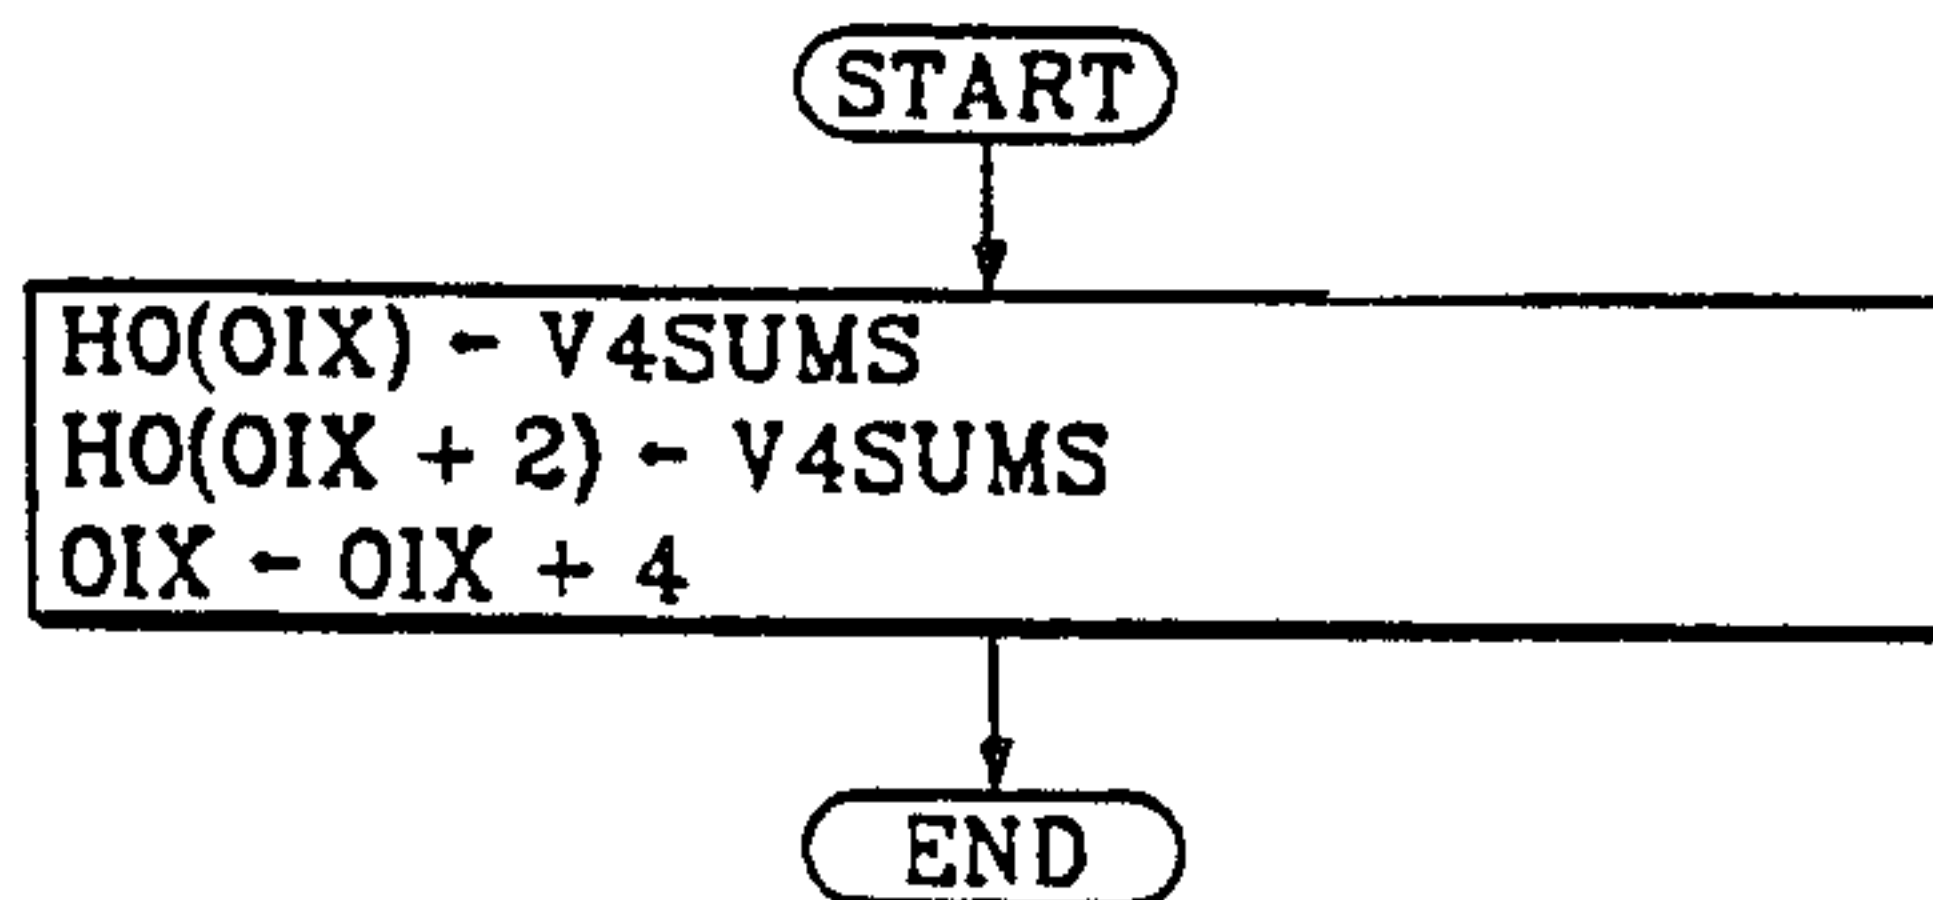 START
HO(OIX) ← V4SUMS
HO(OIX + 2) ← V4SUMS
OIX ← OIX + 4
END